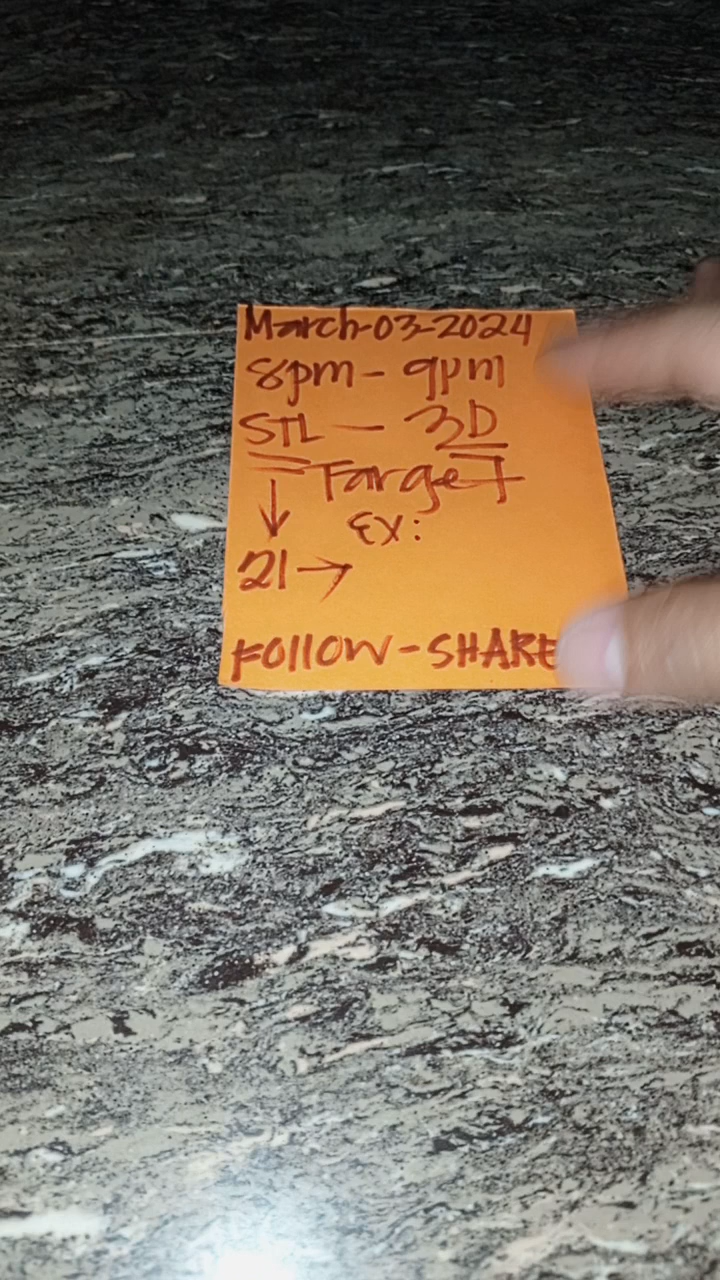 March-03-2024
8pm - 9pm
STL - 3D
Target
↓ EX:
21 →
FOllOW - SHARE